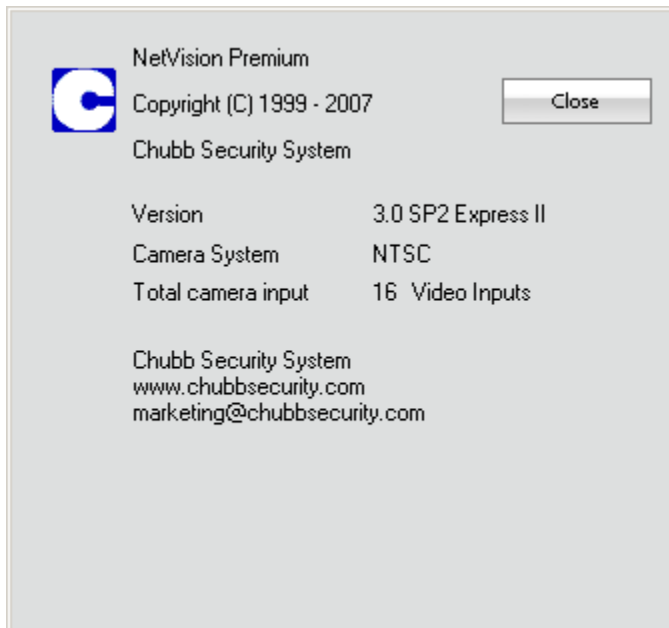 NetVision Premium
Copyright (C) 1999 - 2007
Close
Chubb Security System
Version 3.0 SP2 Express II
Camera System NTSC
Total camera input 16 Video Inputs
Chubb Security System
www.chubbsecurity.com
marketing@chubbsecurity.com